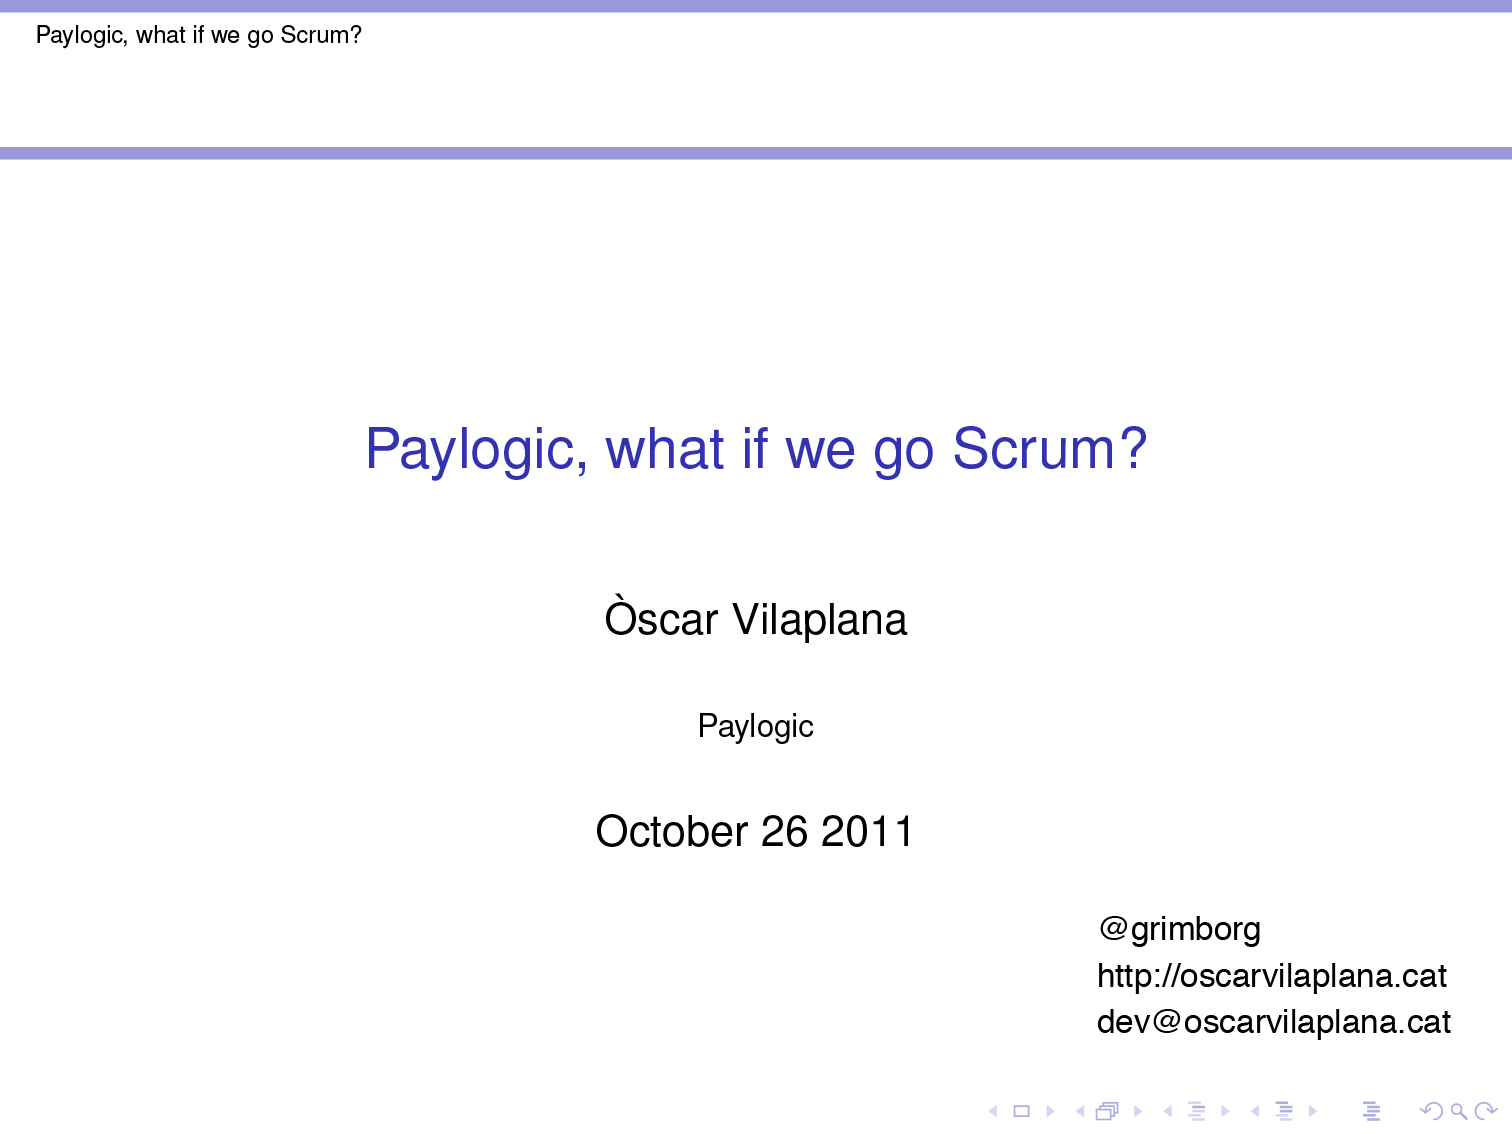 Paylogic, what if we go Scrum?
Paylogic, what if we go Scrum?
Òscar Vilaplana
Paylogic
October 26 2011
@grimborg
http://oscarvilaplana.cat
dev@oscarvilaplana.cat